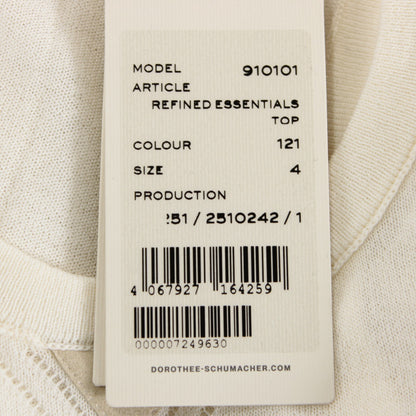 MODEL 910101
ARTICLE
REFINED ESSENTIALS
TOP
COLOUR 121
SIZE 4
PRODUCTION
251 / 2510242 / 1
4 067927 164259
000007249630
DOROTHEE-SCHUMACHER.COM